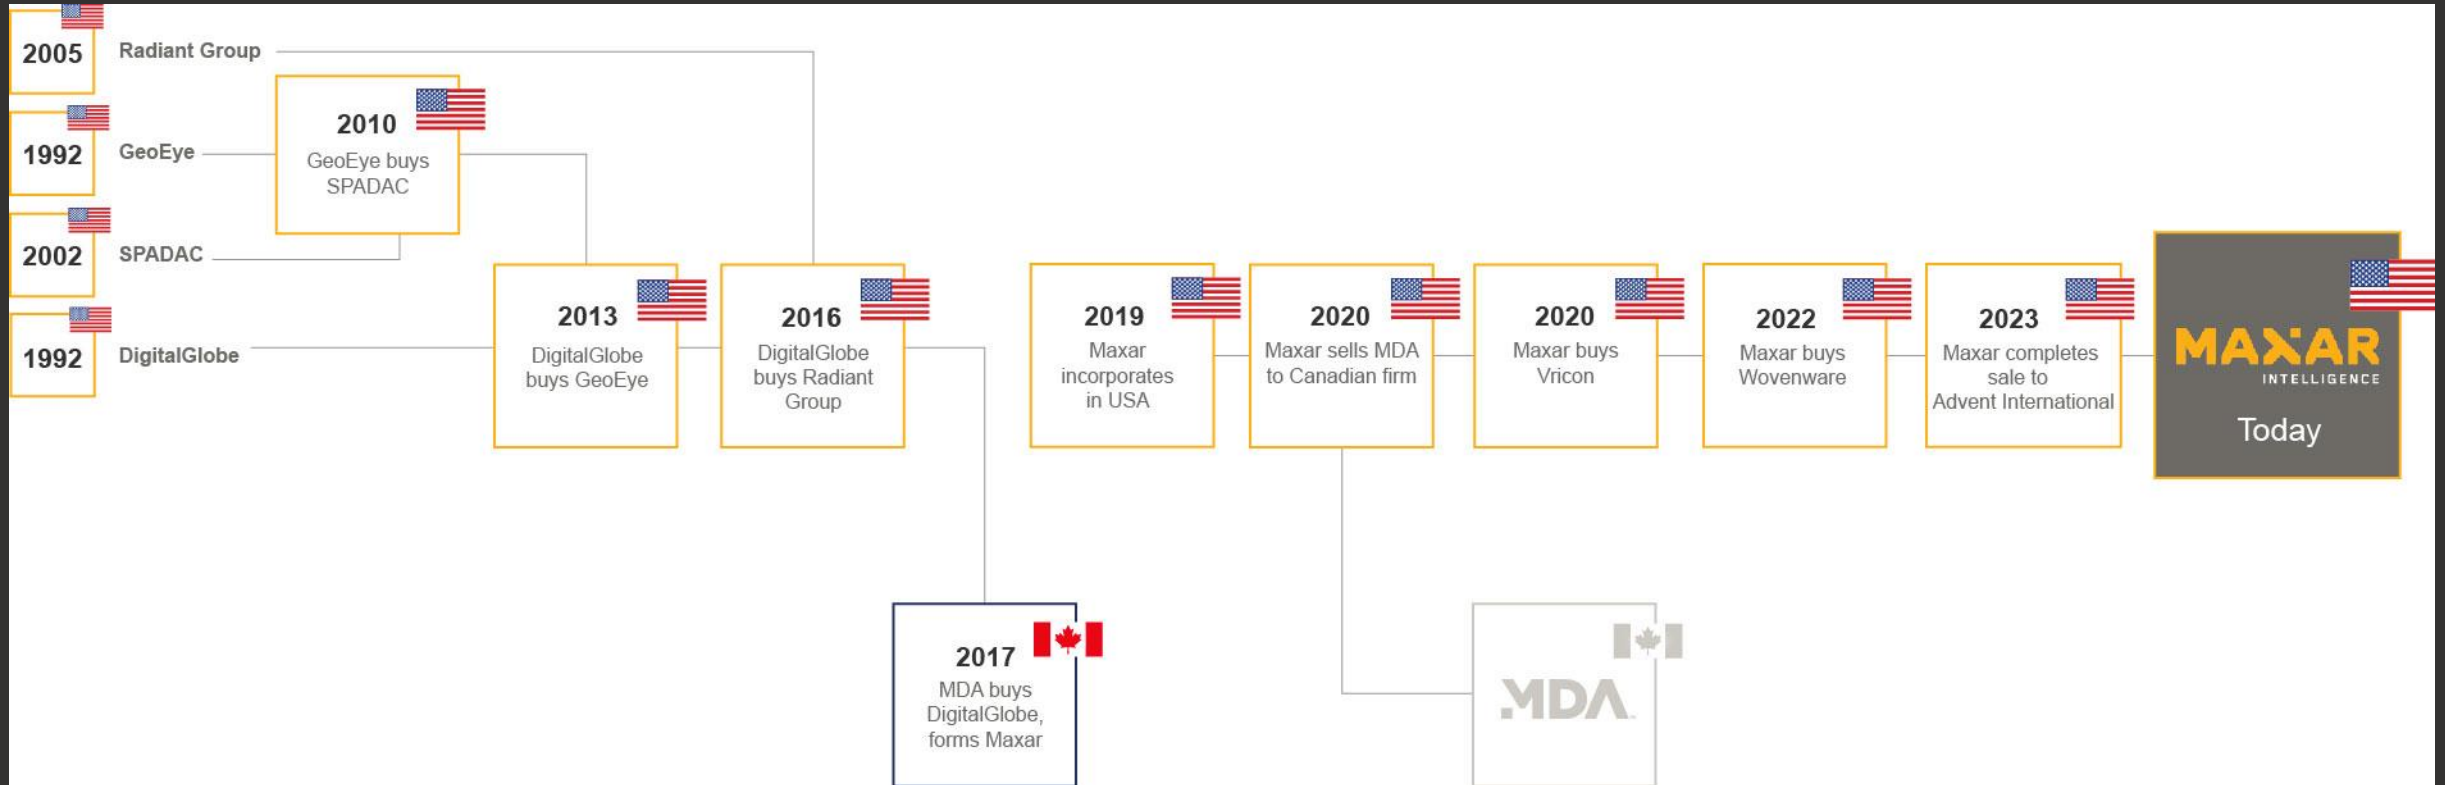 2005
Radiant Group
1992
GeoEye
2002
SPADAC
1992
DigitalGlobe
2010
GeoEye buys
SPADAC
2013
DigitalGlobe
buys GeoEye
2016
DigitalGlobe
buys Radiant
Group
2017
MDA buys
DigitalGlobe,
forms Maxar
2019
Maxar
incorporates
in USA
2020
Maxar sells MDA
to Canadian firm
MDA
2020
Maxar buys
Vricon
2022
Maxar buys
Wovenware
2023
Maxar completes
sale to
Advent International
MAXAR
INTELLIGENCE
Today